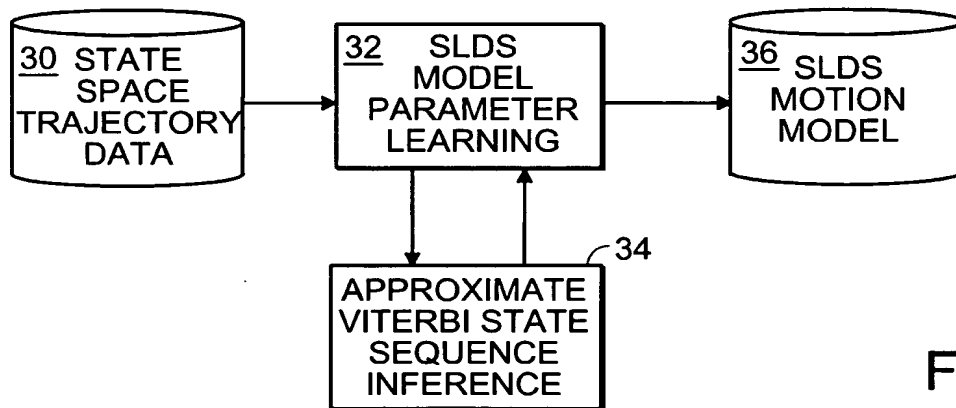 30 STATE
SPACE
TRAJECTORY
DATA
32 SLDS
MODEL
PARAMETER
LEARNING
36 SLDS
MOTION
MODEL
34
APPROXIMATE
VITERBI STATE
SEQUENCE
INFERENCE
F